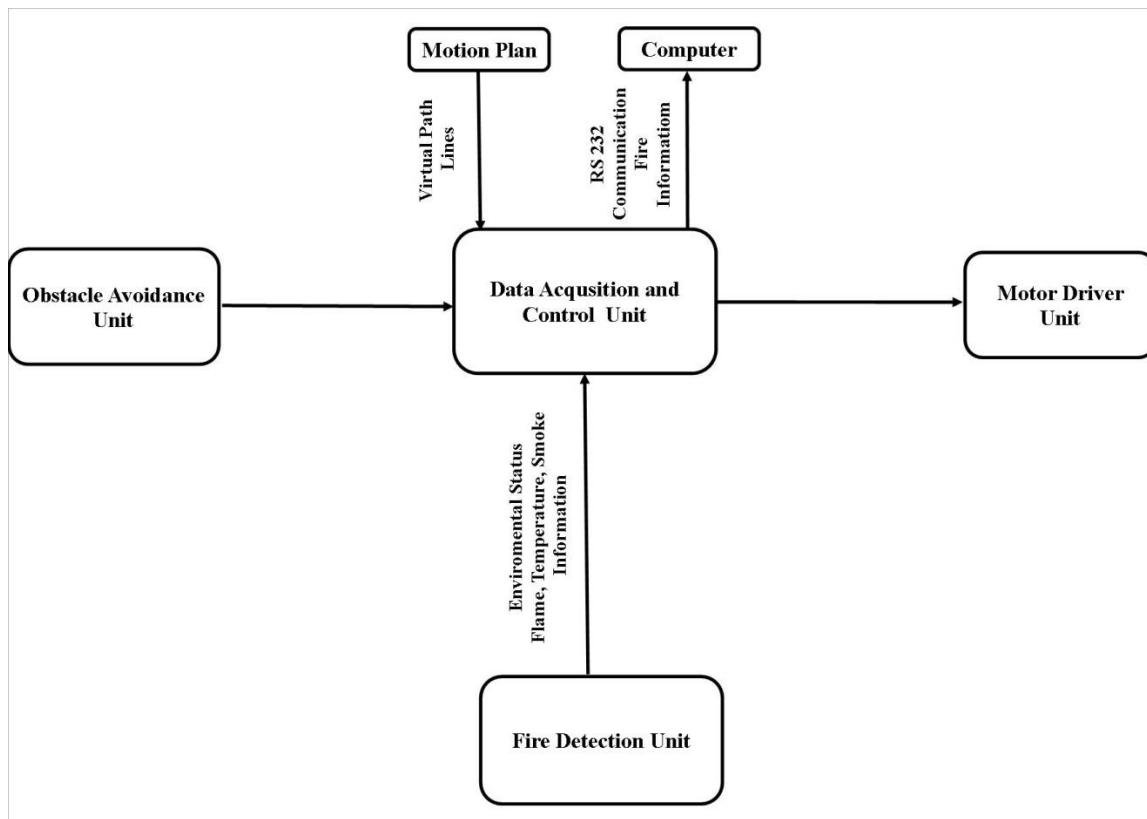 Motion Plan
Computer
Virtual Path
Lines
RS 232
Communication
Fire
Informatiom
Obstacle Avoidance
Unit
Data Acqusition and
Control Unit
Motor Driver
Unit
Enviromental Status
Flame, Temperature, Smoke
Information
Fire Detection Unit